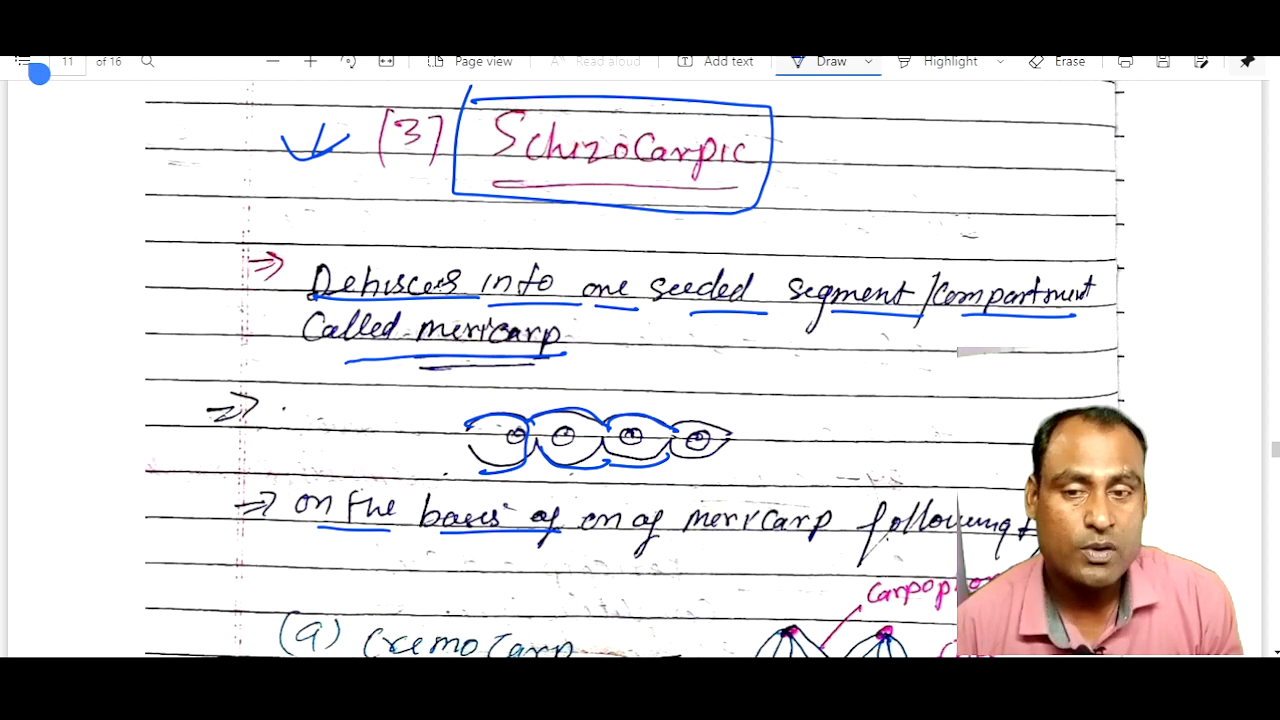 11 of 16 Page view Read aloud Add text Draw Highlight Erase
(3) Schizocarpic
⇒ Dehisces into one seeded segment/compartment
Called mericarp
⇒
⇒ on the basis of on of mericarp following
Carpop
(a) Cremocarp